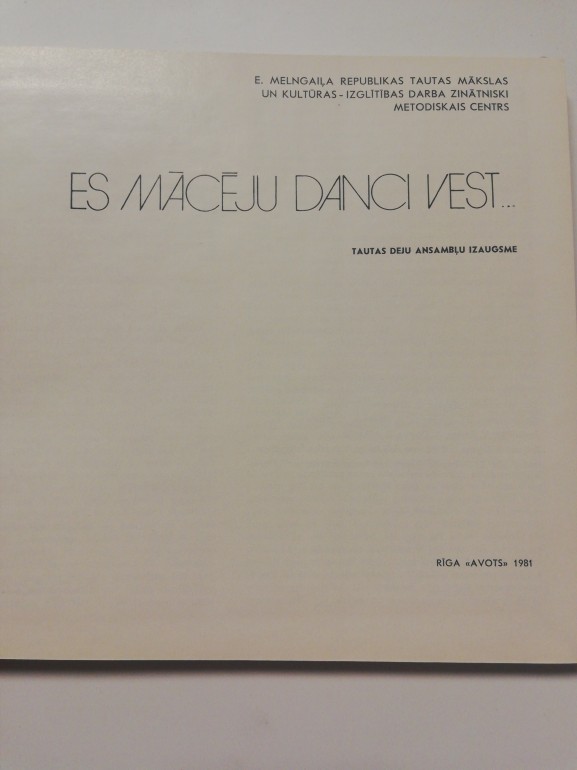 E. MELNGAIĻA REPUBLIKAS TAUTAS MĀKSLAS
UN KULTŪRAS-IZGLĪTĪBAS DARBA ZINĀTNISKI
METODISKAIS CENTRS
ES MĀCĒJU DANCI VEST...
TAUTAS DEJU ANSAMBĻU IZAUGSME
RĪGA «AVOTS» 1981